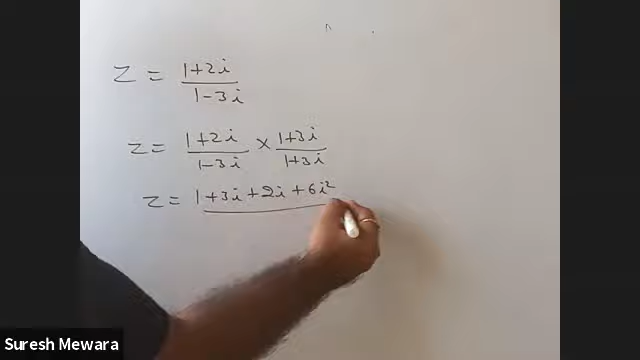 z = (1+2i)/(1-3i)
z = (1+2i)/(1-3i) × (1+3i)/(1+3i)
z = 1+3i+2i+6i²
Suresh Mewara